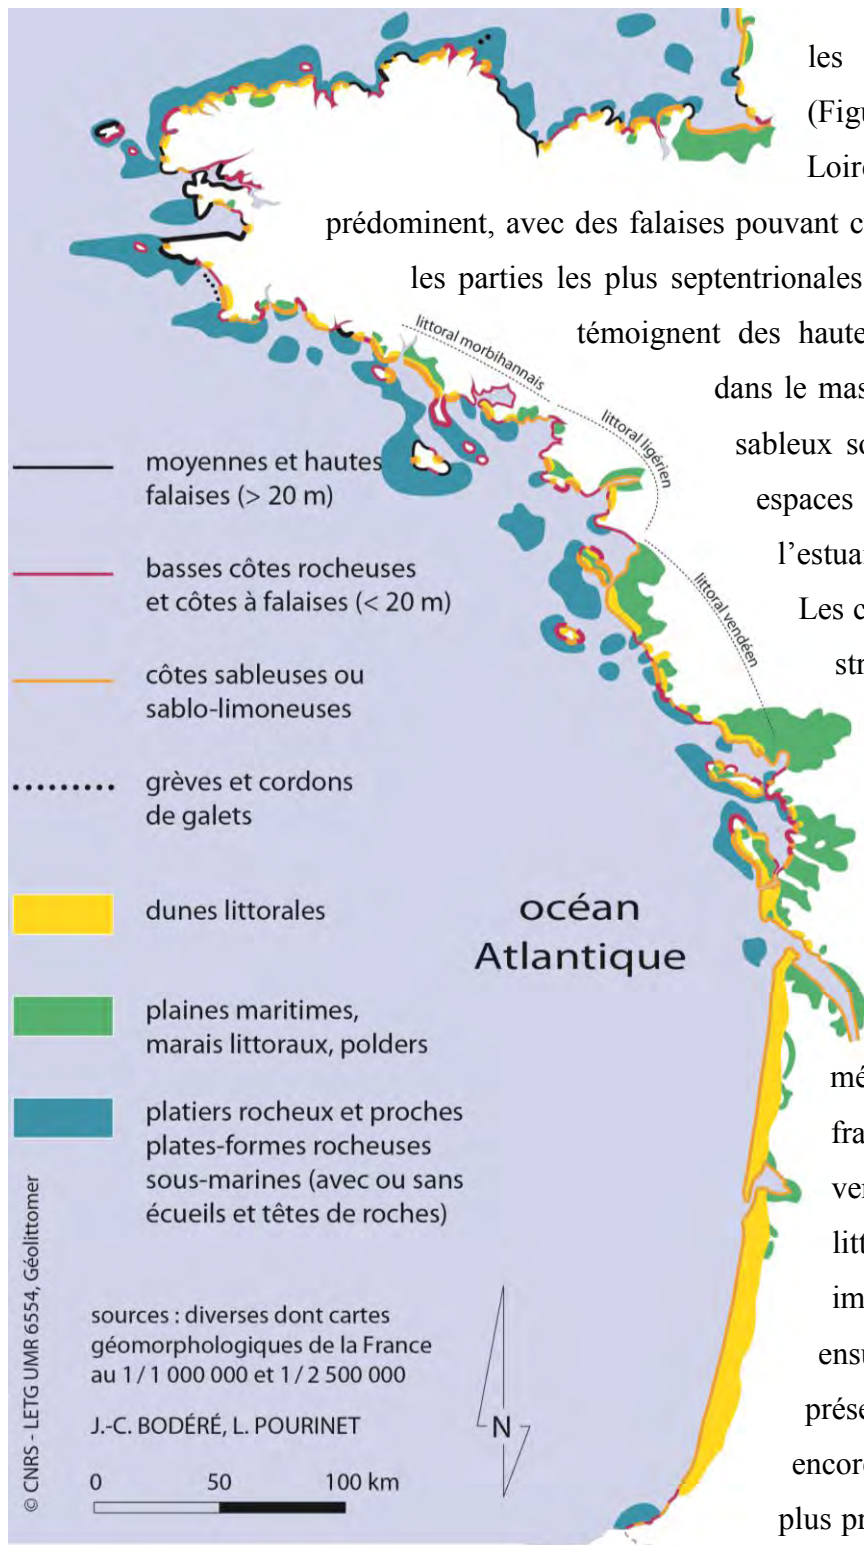 les
(Figu
Loire
prédominent, avec des falaises pouvant c
les parties les plus septentrionales
témoignent des haute
dans le mas
sableux so
espaces
l’estuar
Les c
str
littoral morbihannais
littoral ligérien
littoral vendéen
moyennes et hautes
falaises (> 20 m)
basses côtes rocheuses
et côtes à falaises (< 20 m)
côtes sableuses ou
sablo-limoneuses
grèves et cordons
de galets
dunes littorales
plaines maritimes,
marais littoraux, polders
platiers rocheux et proches
plates-formes rocheuses
sous-marines (avec ou sans
écueils et têtes de roches)
océan
Atlantique
mé
fra
ver
litt
im
ensu
prése
encore
plus pr
© CNRS - LETG UMR 6554, Géolittomer
sources : diverses dont cartes
géomorphologiques de la France
au 1 / 1 000 000 et 1 / 2 500 000
J.-C. BODÉRÉ, L. POURINET
N
0 50 100 km